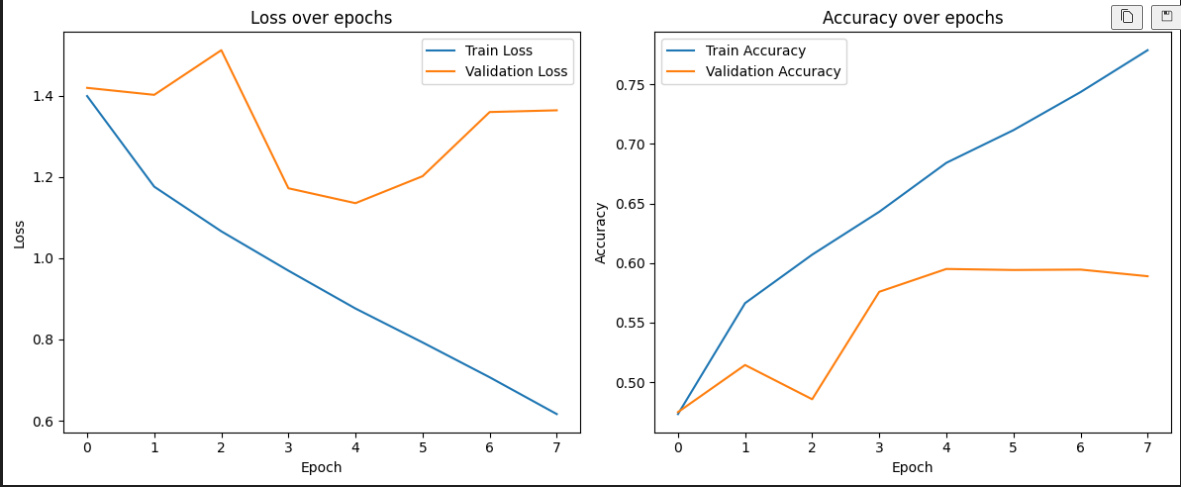 Loss over epochs
Train Loss
Validation Loss
1.4
1.2
1.0
0.8
0.6
Loss
0 1 2 3 4 5 6 7
Epoch
Accuracy over epochs
Train Accuracy
Validation Accuracy
0.75
0.70
0.65
0.60
0.55
0.50
Accuracy
0 1 2 3 4 5 6 7
Epoch